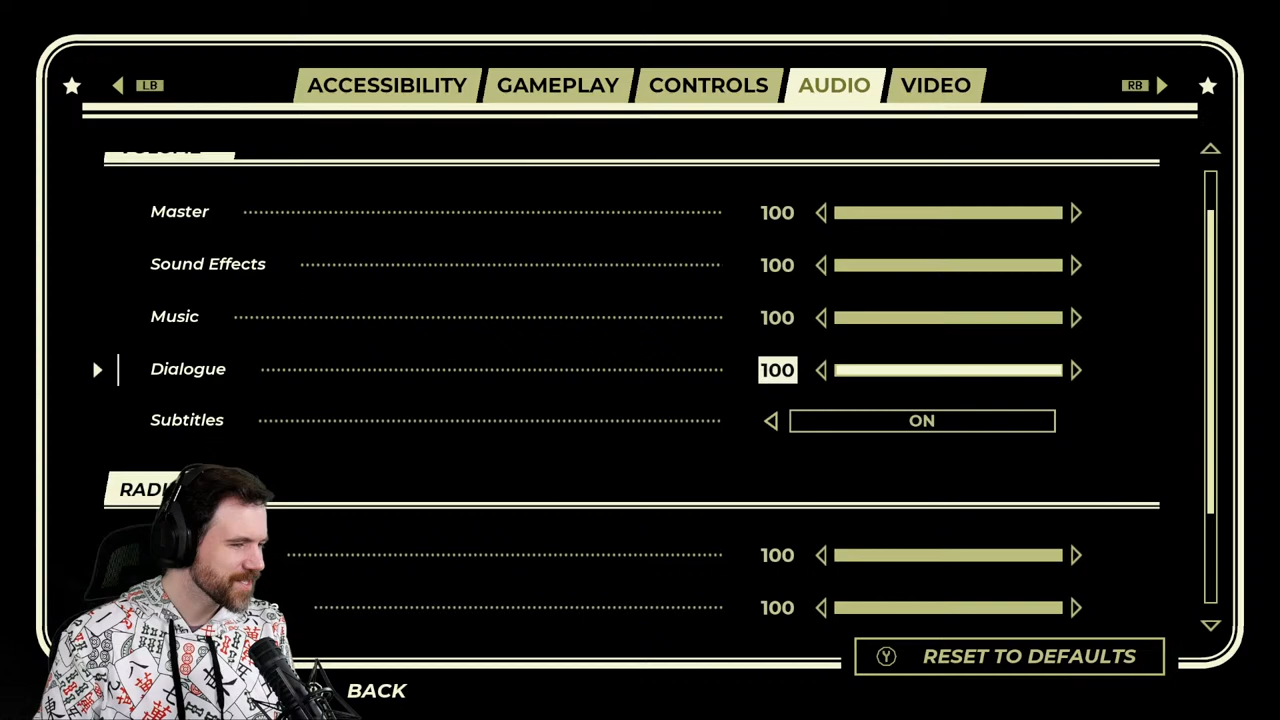 LB ACCESSIBILITY GAMEPLAY CONTROLS AUDIO VIDEO RB
Master 100
Sound Effects 100
Music 100
Dialogue 100
Subtitles ON
100
100
Y RESET TO DEFAULTS
BACK